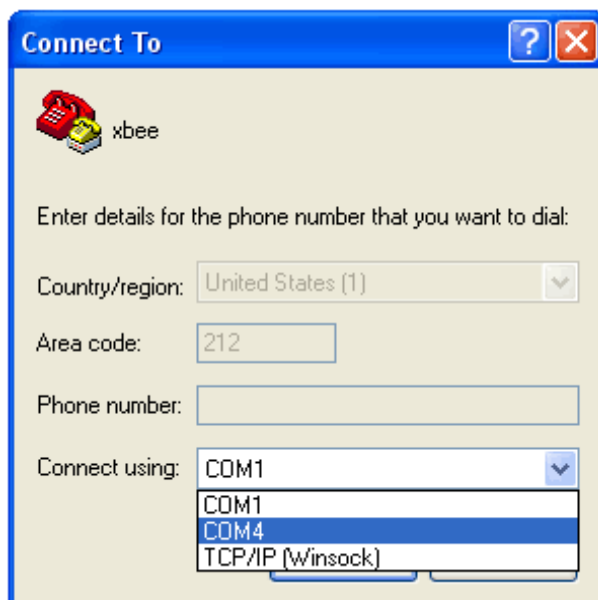 Connect To
xbee
Enter details for the phone number that you want to dial:
Country/region: United States (1)
Area code: 212
Phone number:
Connect using: COM1
COM1
COM4
TCP/IP (Winsock)